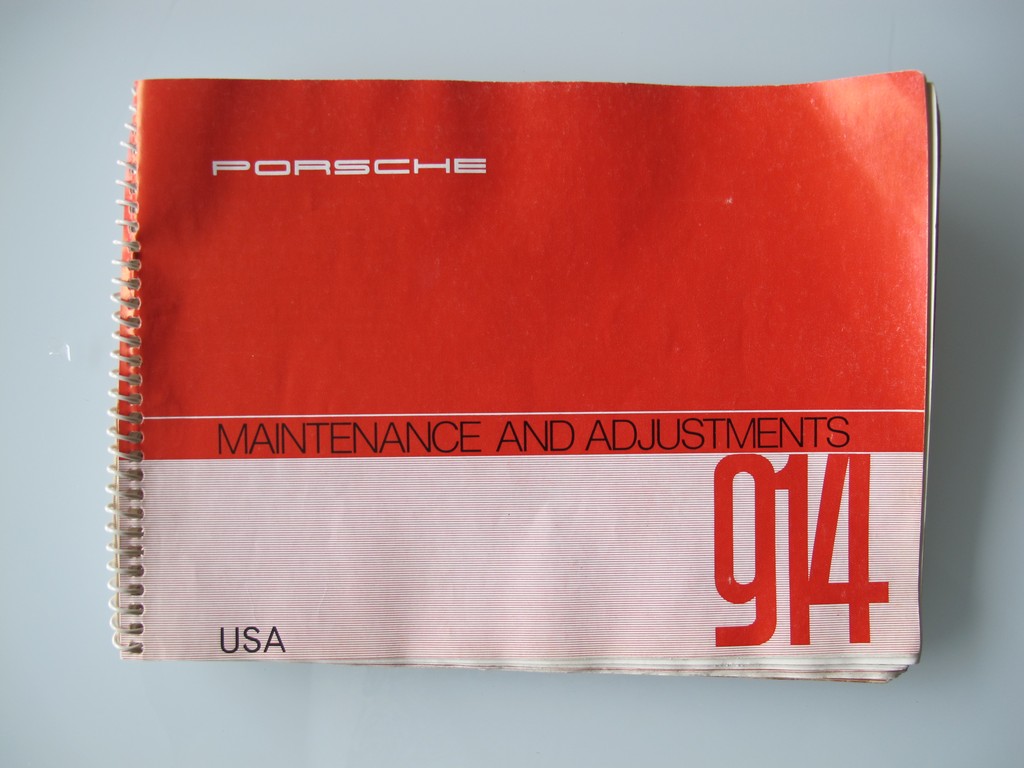 PORSCHE
MAINTENANCE AND ADJUSTMENTS
914
USA